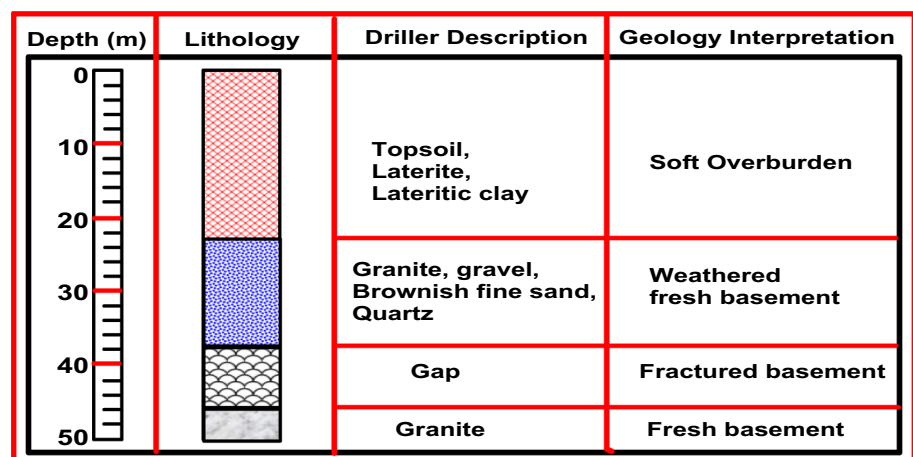 Depth (m)
Lithology
Driller Description
Geology Interpretation
0
10
20
30
40
50
Topsoil,
Laterite,
Lateritic clay
Soft Overburden
Granite, gravel,
Brownish fine sand,
Quartz
Weathered
fresh basement
Gap
Fractured basement
Granite
Fresh basement